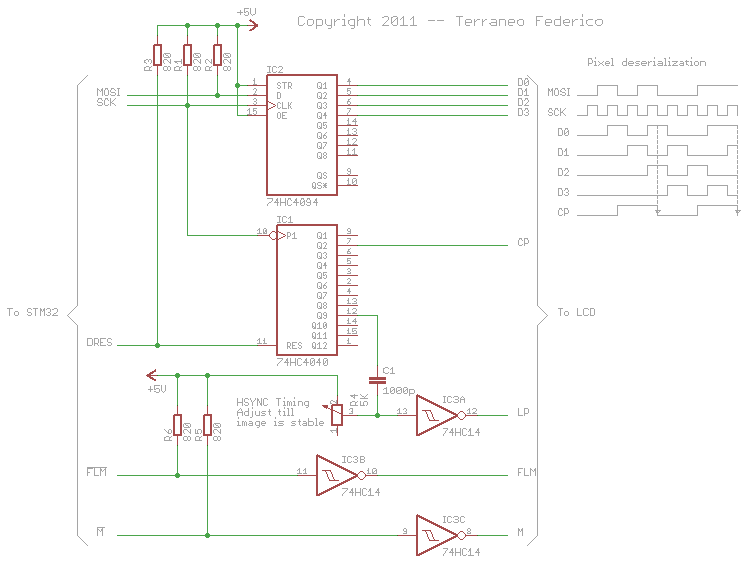 Copyright 2011 -- Terraneo Federico
+5V
R3 820
R1 820
R2 820
IC2
MOSI
SCK
1 STR
2 D
3 CLK
15 OE
Q1 4
Q2 5
Q3 6
Q4 7
Q5 14
Q6 13
Q7 12
Q8 11
QS 9
QS* 10
74HC4094
D0
D1
D2
D3
Pixel deserialization
MOSI
SCK
D0
D1
D2
D3
CP
IC1
10 P1
Q1 9
Q2 7
Q3 6
Q4 5
Q5 3
Q6 2
Q7 4
Q8 13
Q9 12
Q10 14
Q11 15
Q12 1
11 RES
74HC4040
CP
To STM32
To LCD
DRES
+5V
C1
1000p
HSYNC Timing
Adjust till
image is stable
R4
5K
2
3
1
R6 820
R5 820
IC3A
13
12
74HC14
LP
FLM
IC3B
11
10
74HC14
FLM
M
IC3C
9
8
74HC14
M